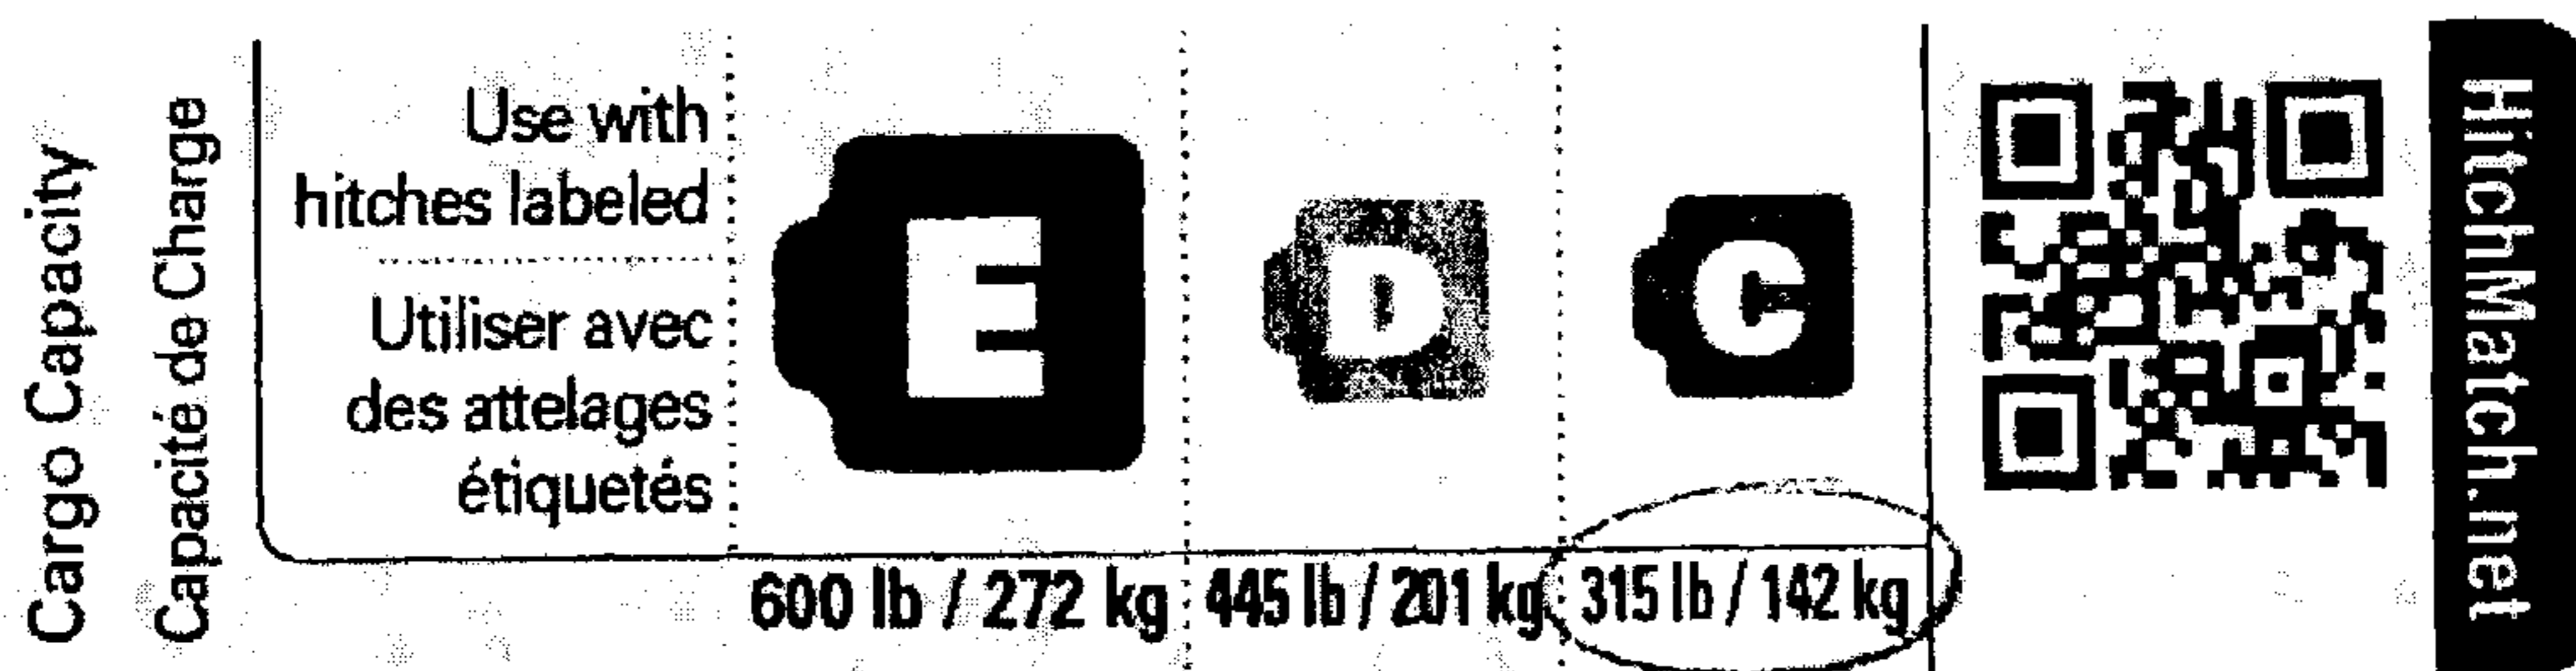 Cargo Capacity
Capacité de Charge
Use with
hitches labeled
Utiliser avec
des attelages
étiquetés
E
D
C
600 lb / 272 kg
445 lb / 201 kg
315 lb / 142 kg
HitchMatch.net